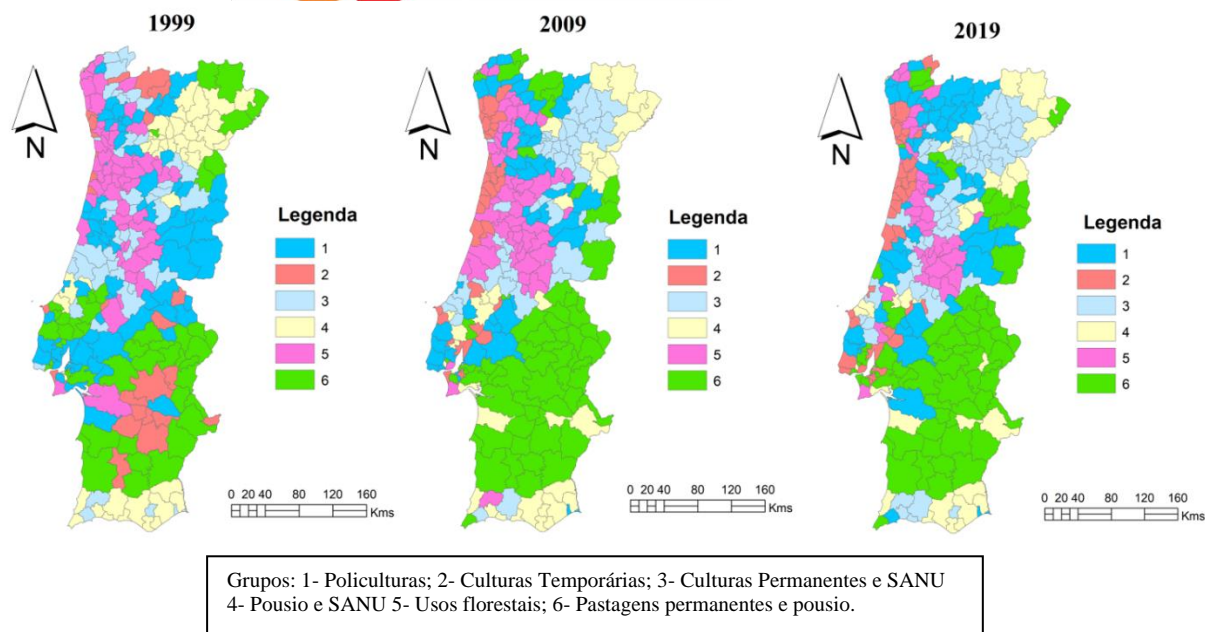 1999
2009
2019
N
N
N
Legenda
1
2
3
4
5
6
Legenda
1
2
3
4
5
6
Legenda
1
2
3
4
5
6
0 20 40 80 120 160
Kms
0 20 40 80 120 160
Kms
0 20 40 80 120 160
Kms
Grupos: 1- Policulturas; 2- Culturas Temporárias; 3- Culturas Permanentes e SANU
4- Pousio e SANU 5- Usos florestais; 6- Pastagens permanentes e pousio.